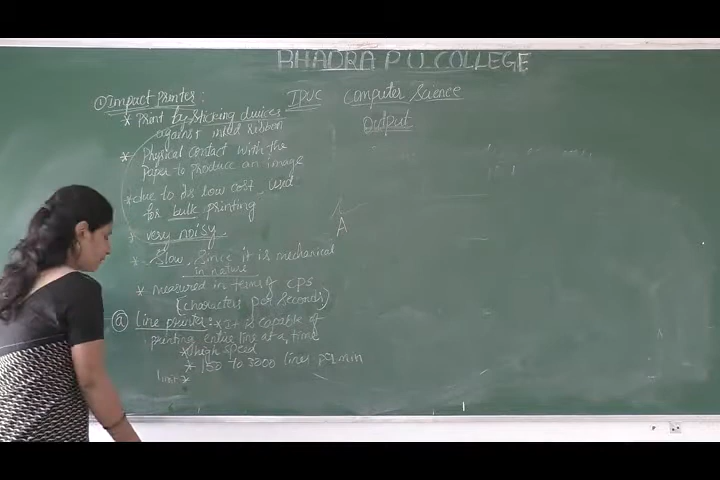 BHADRA P U COLLEGE
IPUC Computer Science
Output
① Impact Printer :
* Print by striking devices
against inked ribbon
* Physical contact with the
paper to produce an image
* due to its low cost, used
for bulk printing
* very noisy.
* Slow, Since it is mechanical
in nature
* measured in terms of CPS
(characters per seconds)
A
ⓐ Line printer : * It is capable of
printing entire line at a time
* high speed
* 150 to 3000 lines per min